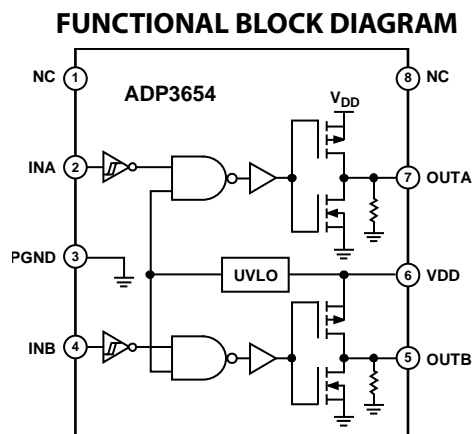 FUNCTIONAL BLOCK DIAGRAM
NC 1
8 NC
ADP3654
VDD
INA 2
7 OUTA
PGND 3
UVLO
6 VDD
INB 4
5 OUTB